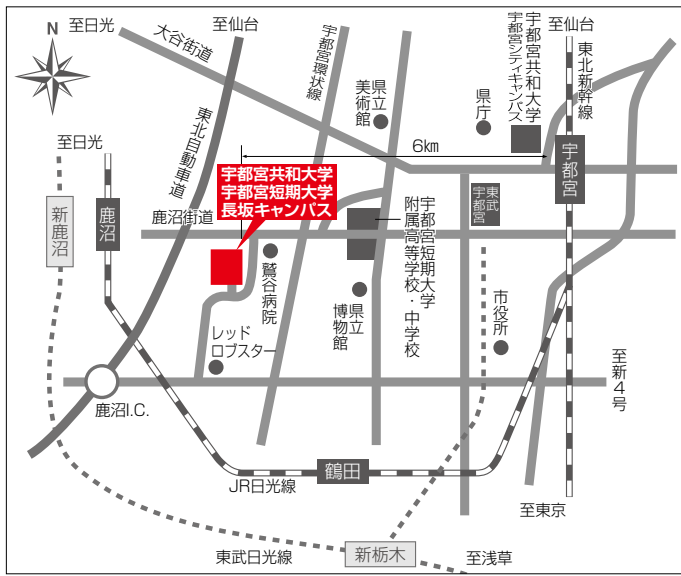 N
至日光
至仙台
大谷街道
宇都宮環状線
県立
美術館
県庁
宇都宮共和大学
宇都宮シティキャンパス
至仙台
東北新幹線
至日光
東北自動車道
6km
宇都宮
新鹿沼
鹿沼
宇都宮共和大学
宇都宮短期大学
長坂キャンパス
鹿沼街道
東武
宇都宮
宇都宮短期大学
附属高等学校・中学校
鷲谷病院
県立
博物館
市役所
レッド
ロブスター
至新4号
鹿沼I.C.
鶴田
JR日光線
至東京
東武日光線
新栃木
至浅草